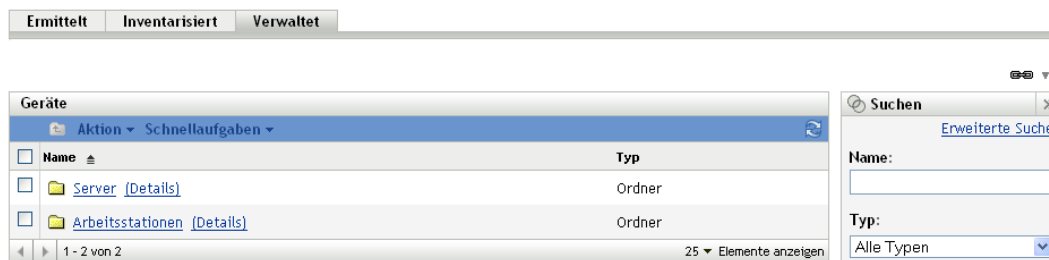 Ermittelt Inventarisiert Verwaltet
Geräte
Aktion Schnellaufgaben
Name Typ
Server (Details) Ordner
Arbeitsstationen (Details) Ordner
1 - 2 von 2 25 Elemente anzeigen
Suchen
Erweiterte Suche
Name:
Typ:
Alle Typen